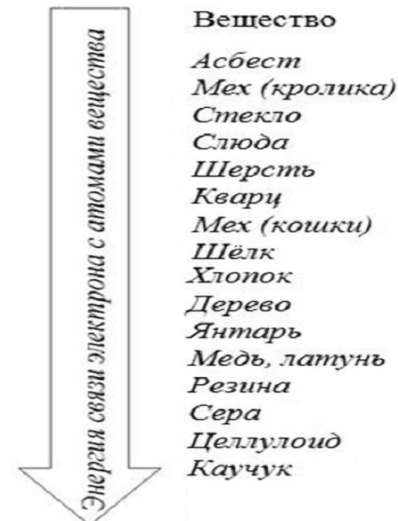 Энергия связи электрона с атомами вещества
Вещество
Асбест
Мех (кролика)
Стекло
Слюда
Шерсть
Кварц
Мех (кошки)
Шёлк
Хлопок
Дерево
Янтарь
Медь, латунь
Резина
Сера
Целлулоид
Каучук